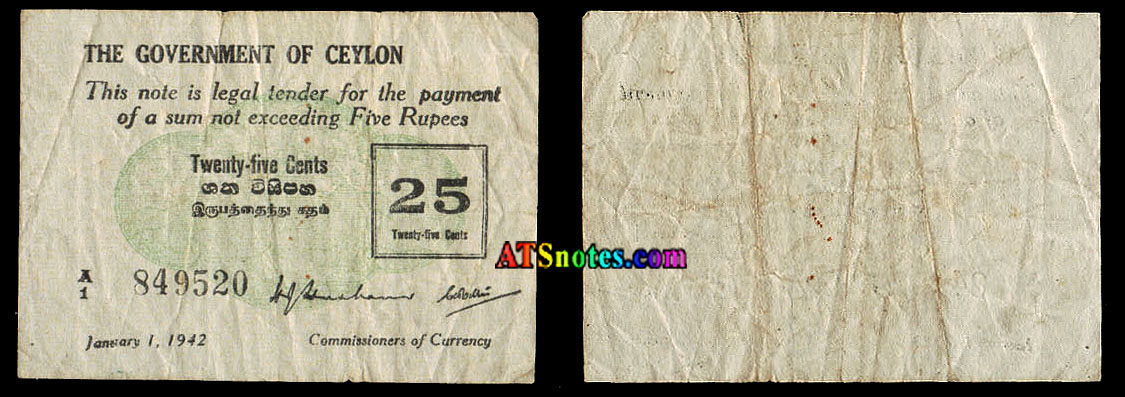 THE GOVERNMENT OF CEYLON
This note is legal tender for the payment
of a sum not exceeding Five Rupees
Twenty-five Cents
ශත විසිපහ
இருபத்தைந்து சதம்
25
Twenty-five Cents
ATSnotes.com
A
1
849520
January 1, 1942
Commissioners of Currency